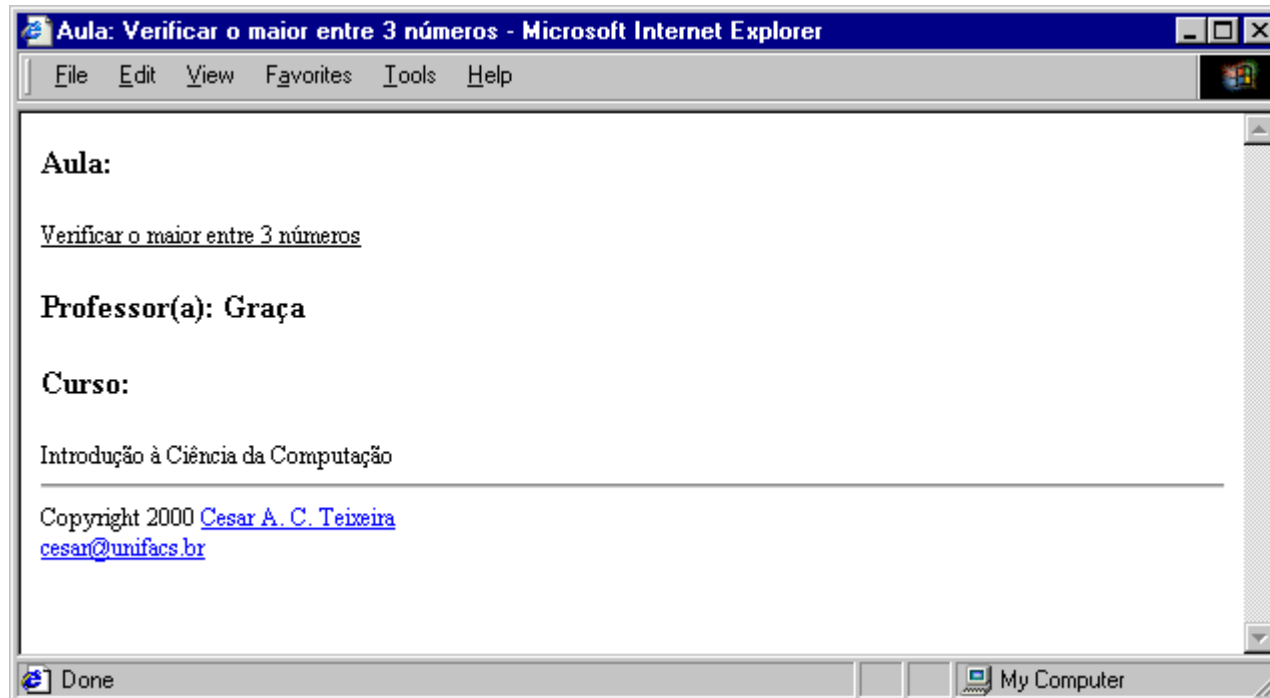 Aula: Verificar o maior entre 3 números - Microsoft Internet Explorer
File Edit View Favorites Tools Help
Aula:
Verificar o maior entre 3 números
Professor(a): Graça
Curso:
Introdução à Ciência da Computação
Copyright 2000 Cesar A. C. Teixeira
cesar@unifacs.br
Done My Computer